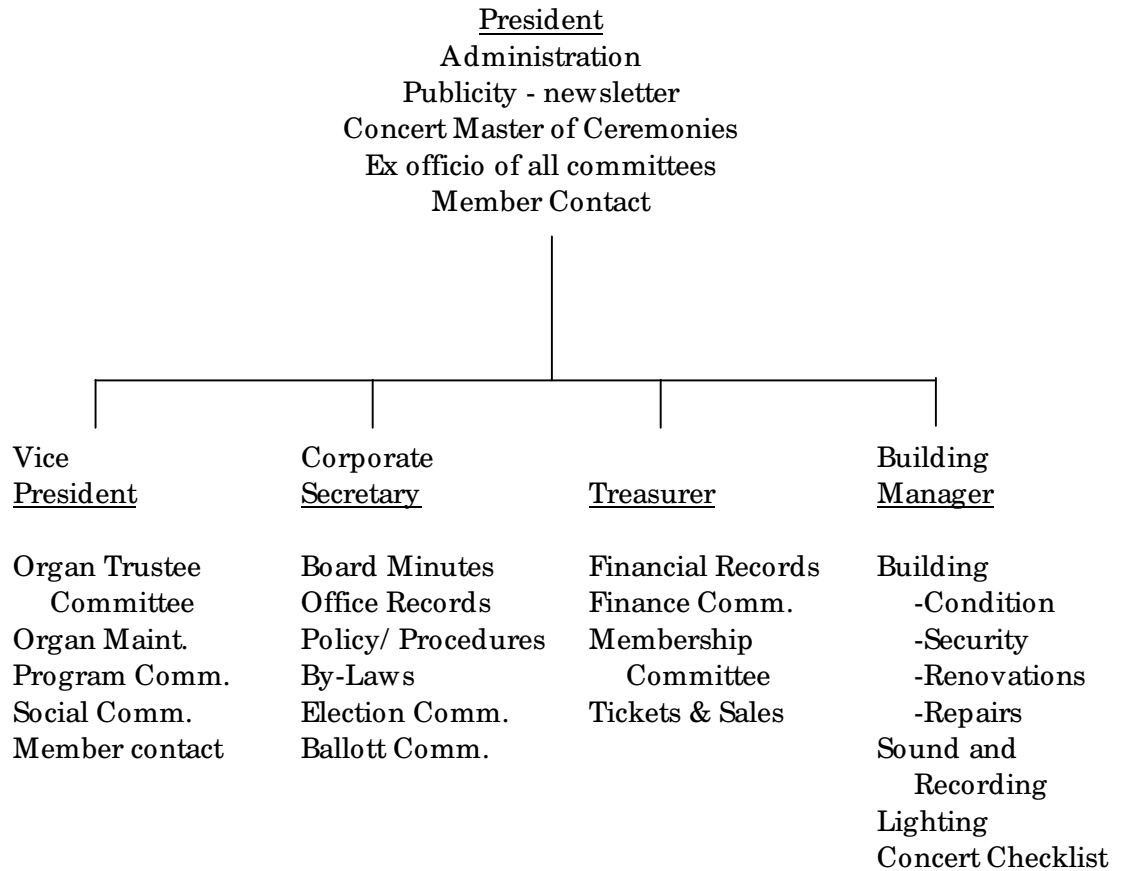 President
Administration
Publicity - newsletter
Concert Master of Ceremonies
Ex officio of all committees
Member Contact
Vice
President
Organ Trustee
Committee
Organ Maint.
Program Comm.
Social Comm.
Member contact
Corporate
Secretary
Board Minutes
Office Records
Policy/ Procedures
By-Laws
Election Comm.
Ballott Comm.
Treasurer
Financial Records
Finance Comm.
Membership
Committee
Tickets & Sales
Building
Manager
Building
-Condition
-Security
-Renovations
-Repairs
Sound and
Recording
Lighting
Concert Checklist